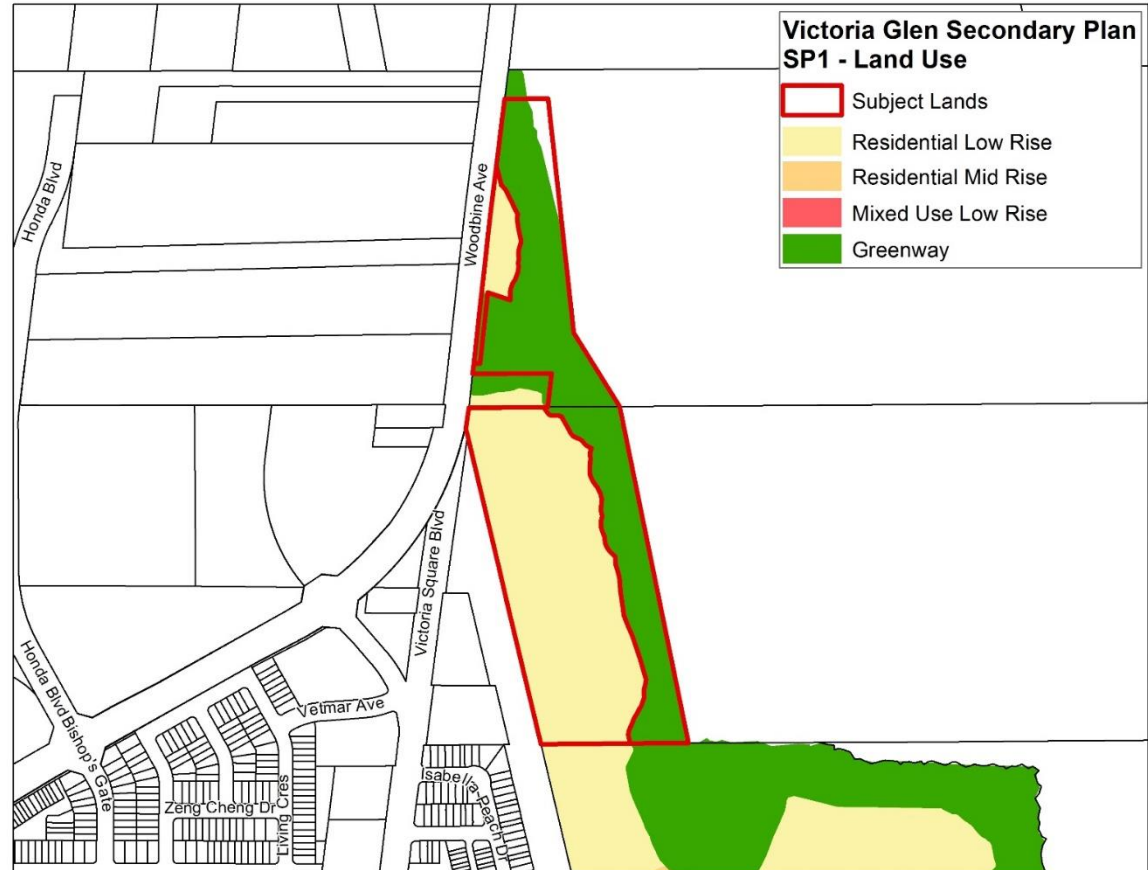 Victoria Glen Secondary Plan
SP1 - Land Use
Subject Lands
Residential Low Rise
Residential Mid Rise
Mixed Use Low Rise
Greenway
Honda Blvd
Woodbine Ave
Victoria Square Blvd
Honda Blvd
Bishop's Gate
Vetmar Ave
Zeng Cheng Dr
Living Cres
Isabella Peach Dr